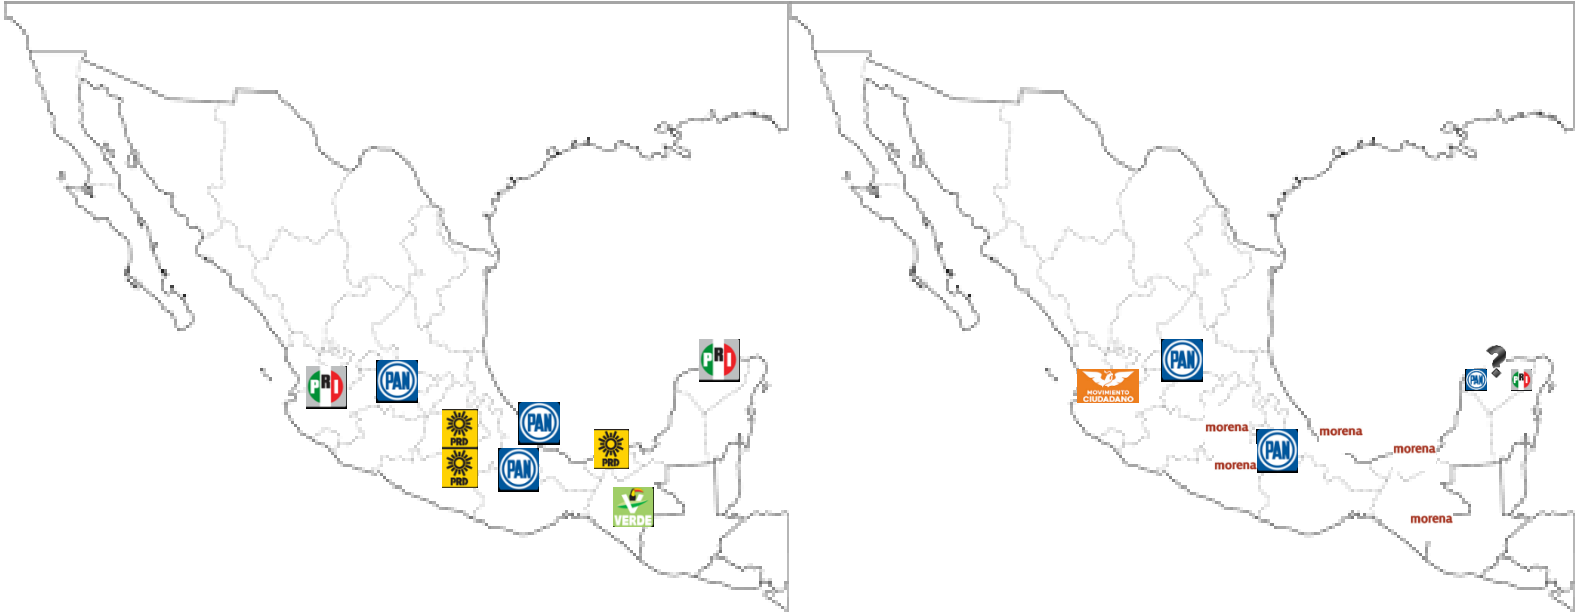 PRI
PRI
PAN
PRD
PAN
PRD
PRD
PAN
VERDE
PAN
?
MOVIMIENTO
CIUDADANO
PAN
PRI
morena
morena
PAN
morena
morena
morena